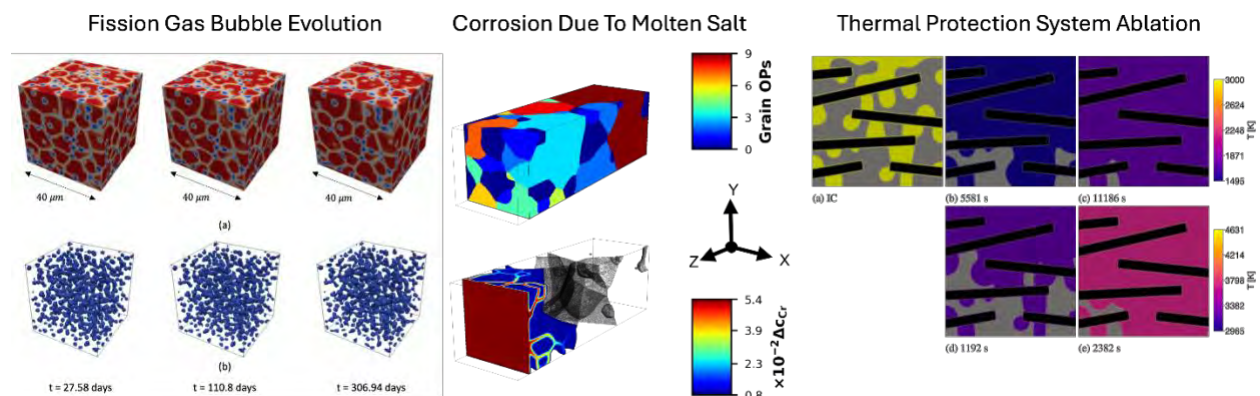 Fission Gas Bubble Evolution
40 μm
40 μm
40 μm
(a)
(b)
t = 27.58 days
t = 110.8 days
t = 306.94 days
Corrosion Due To Molten Salt
9
6
3
0
Grain OPs
Y
Z
X
5.4
3.9
2.4
0.8
×10⁻²Δc_Cr
Thermal Protection System Ablation
3000
2624
2248
1871
1495
T [K]
(a) IC
(b) 5581 s
(c) 11186 s
4631
4214
3798
3382
2965
T [K]
(d) 1192 s
(e) 2382 s